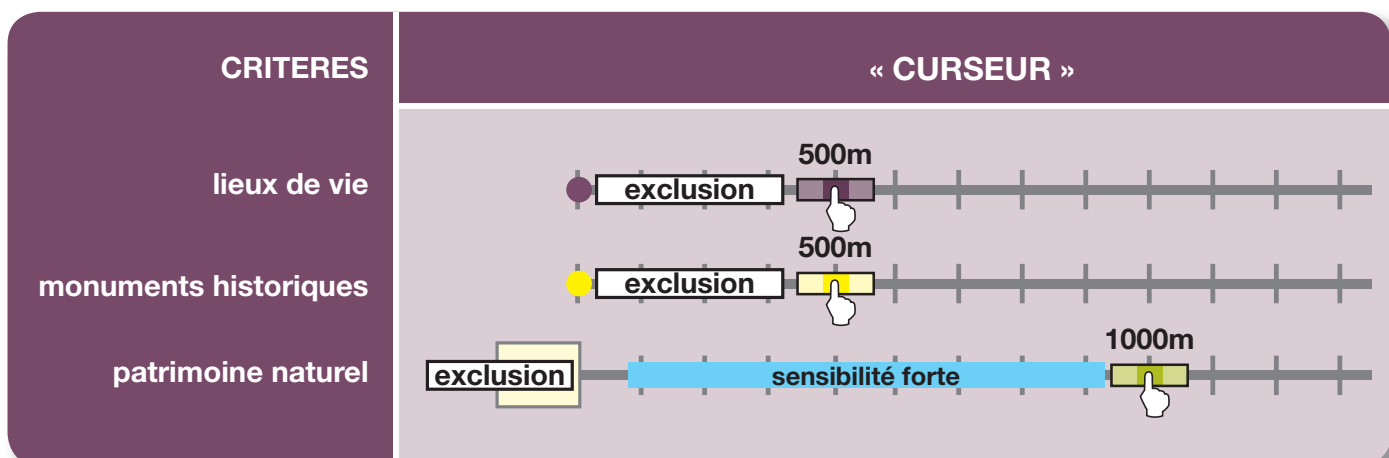 CRITERES
« CURSEUR »
lieux de vie
500m
exclusion
monuments historiques
500m
exclusion
patrimoine naturel
1000m
exclusion
sensibilité forte